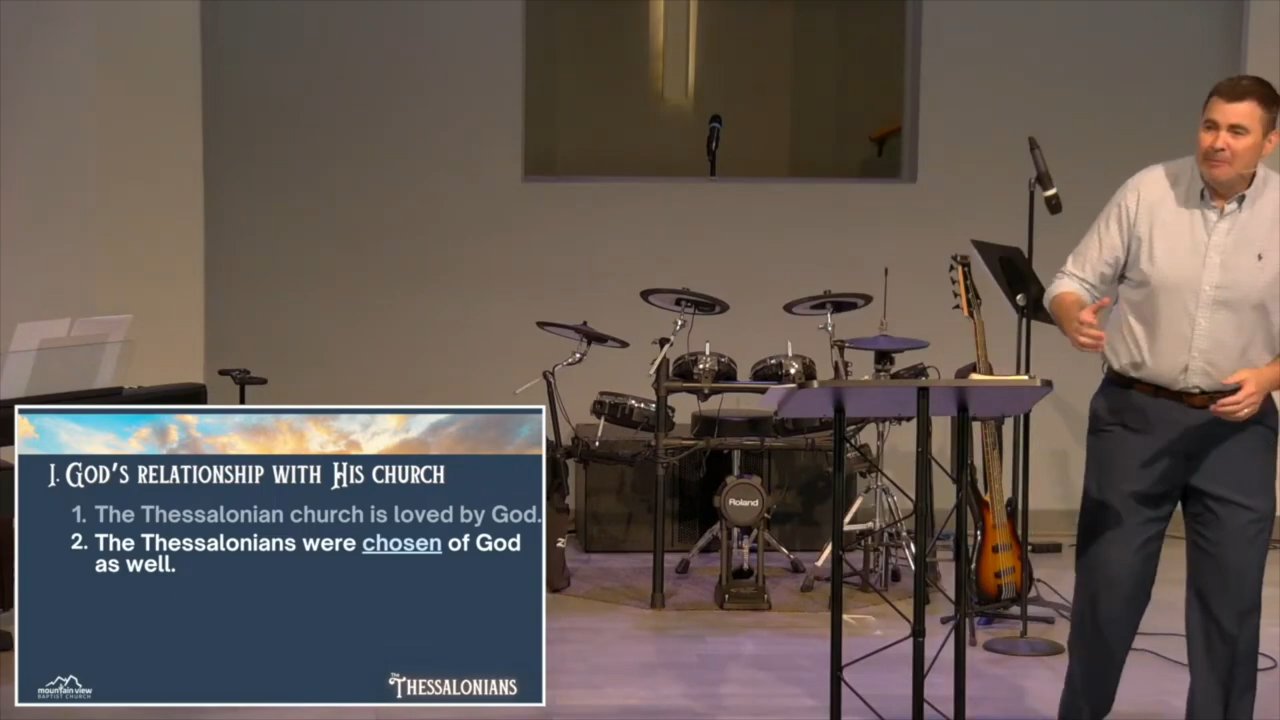 I. God's relationship with His church
1. The Thessalonian church is loved by God.
2. The Thessalonians were chosen of God
as well.
mountain view
BAPTIST CHURCH
The Thessalonians
Roland